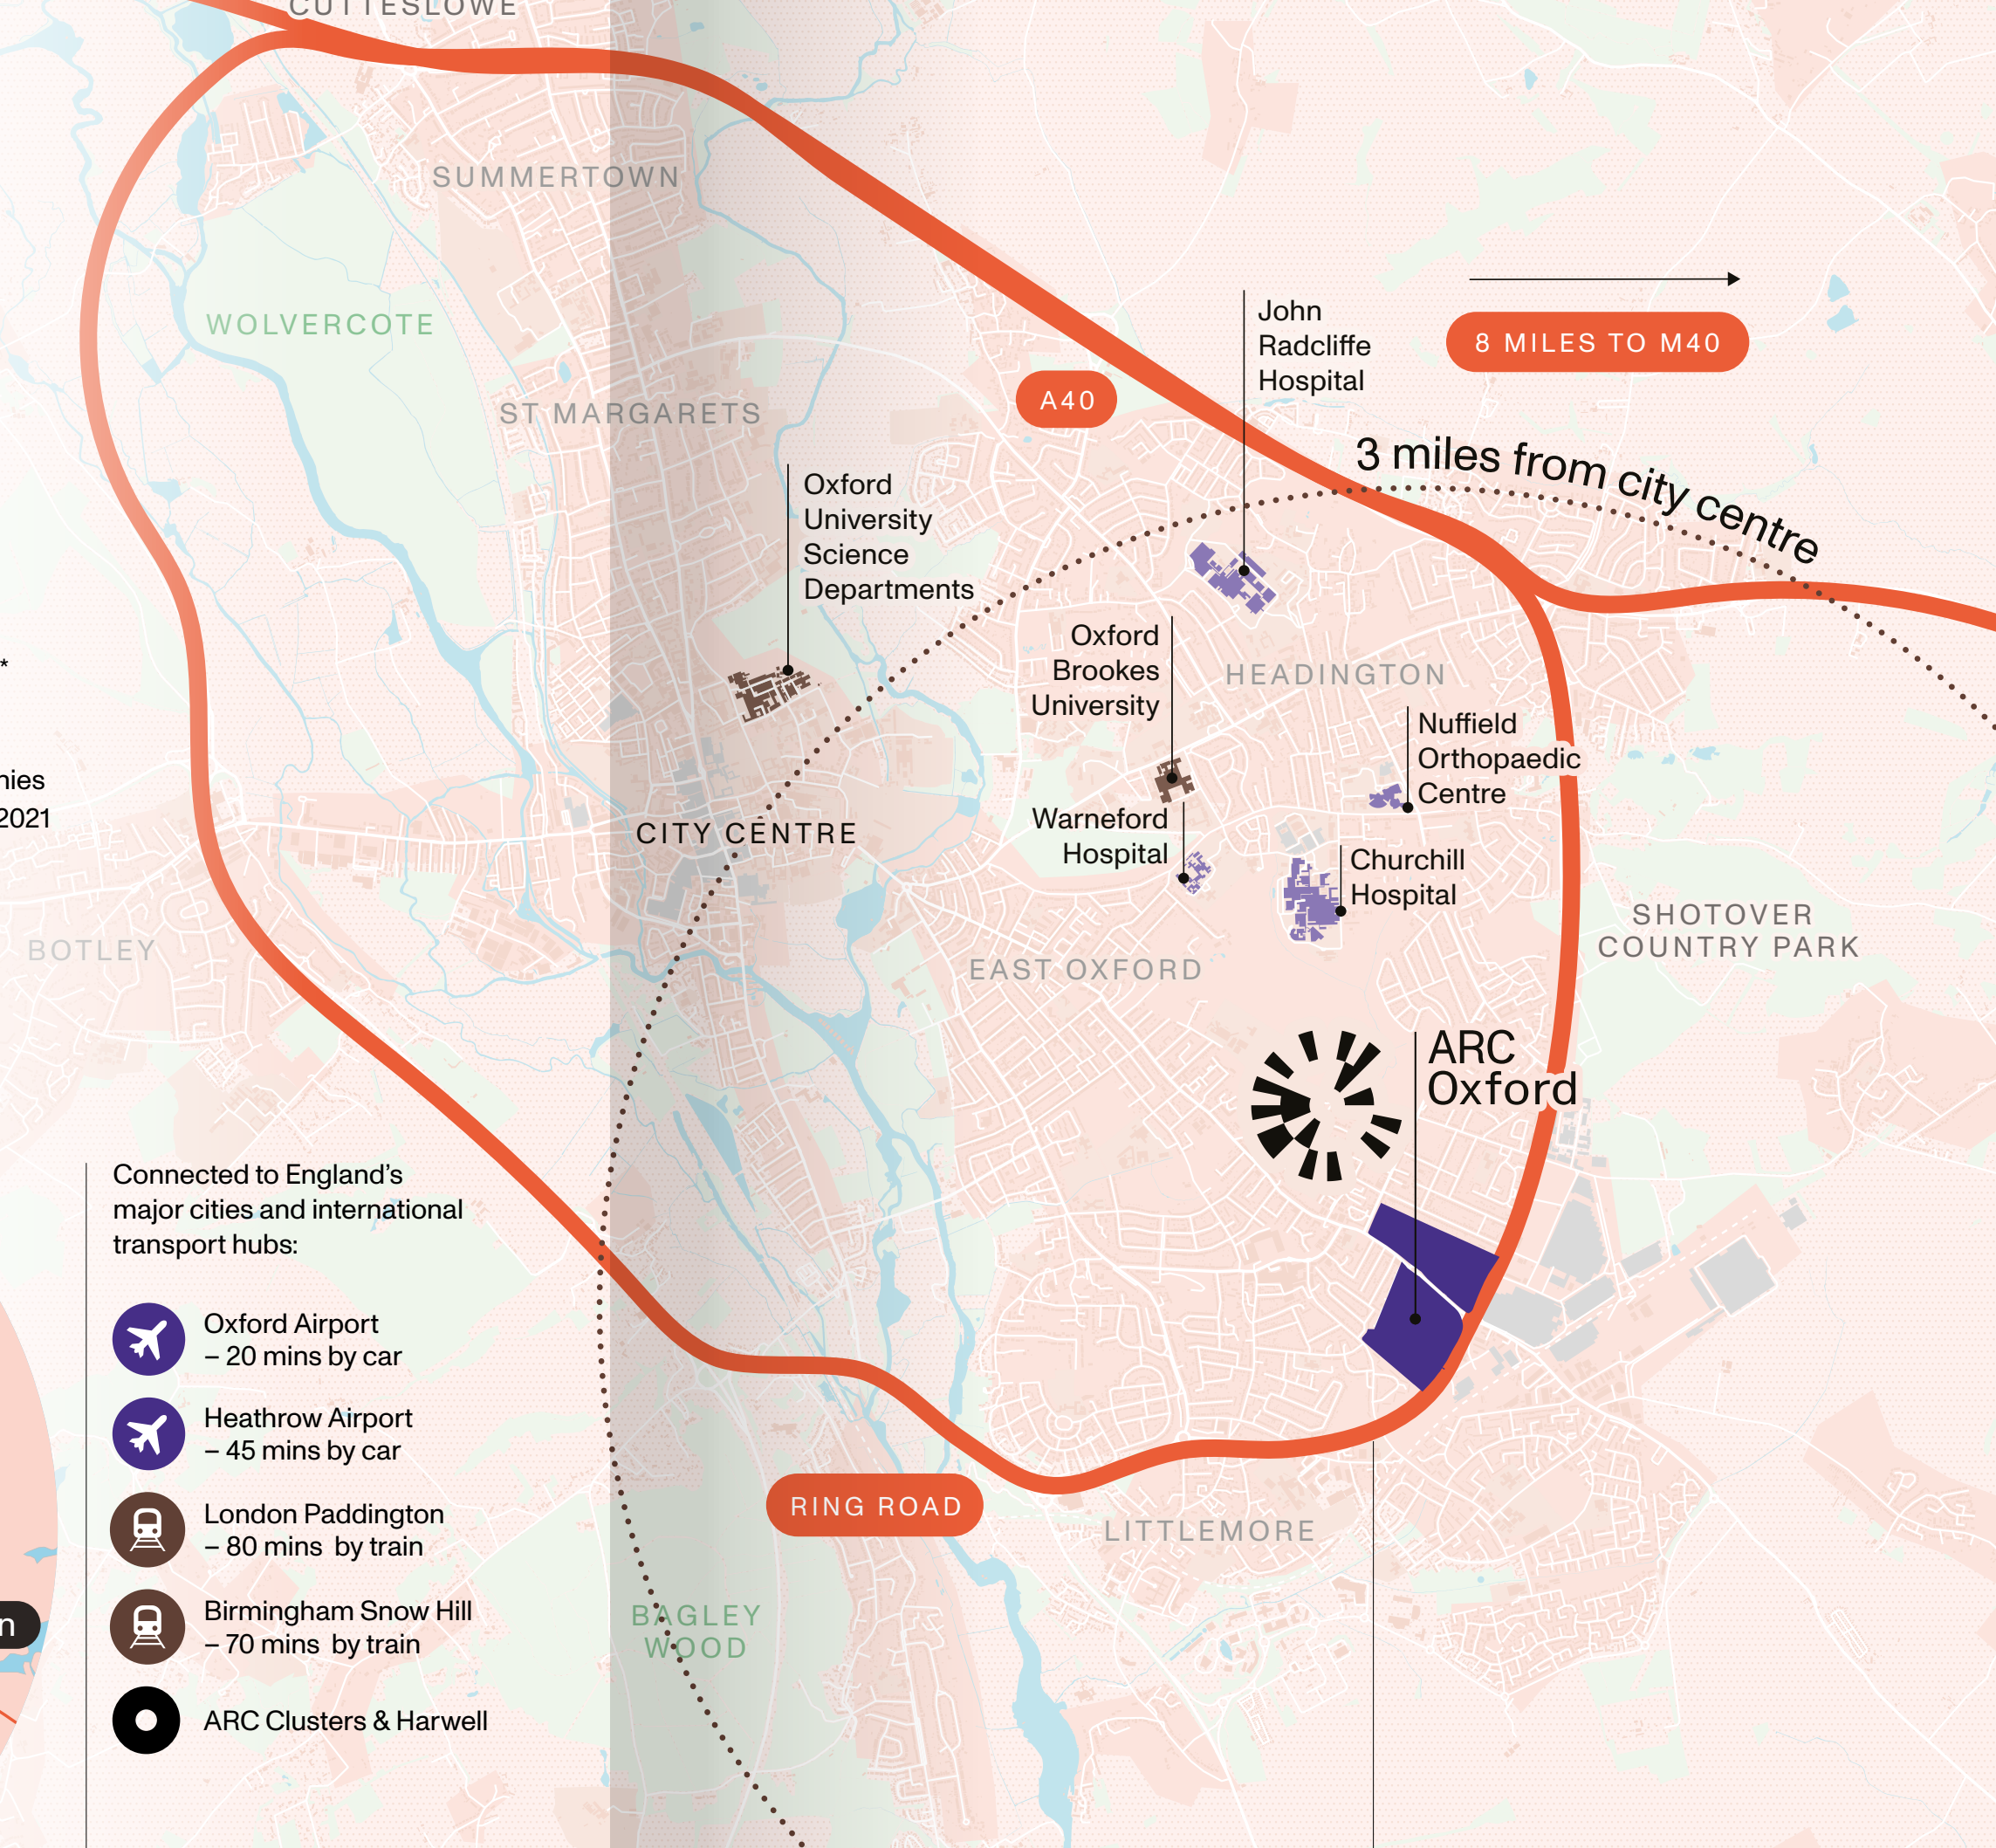 CUTTESLOWE
SUMMERTOWN
WOLVERCOTE
ST MARGARETS
A40
John
Radcliffe
Hospital
8 MILES TO M40
3 miles from city centre
Oxford
University
Science
Departments
Oxford
Brookes
University
HEADINGTON
Nuffield
Orthopaedic
Centre
*
2021
CITY CENTRE
Warneford
Hospital
Churchill
Hospital
BOTLEY
EAST OXFORD
SHOTOVER
COUNTRY PARK
ARC
Oxford
Connected to England’s
major cities and international
transport hubs:
Oxford Airport
– 20 mins by car
Heathrow Airport
– 45 mins by car
London Paddington
– 80 mins by train
Birmingham Snow Hill
– 70 mins by train
ARC Clusters & Harwell
RING ROAD
LITTLEMORE
BAGLEY
WOOD